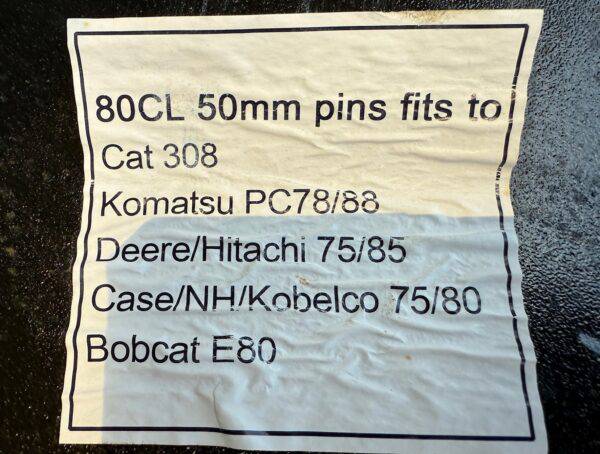 80CL 50mm pins fits to
Cat 308
Komatsu PC78/88
Deere/Hitachi 75/85
Case/NH/Kobelco 75/80
Bobcat E80